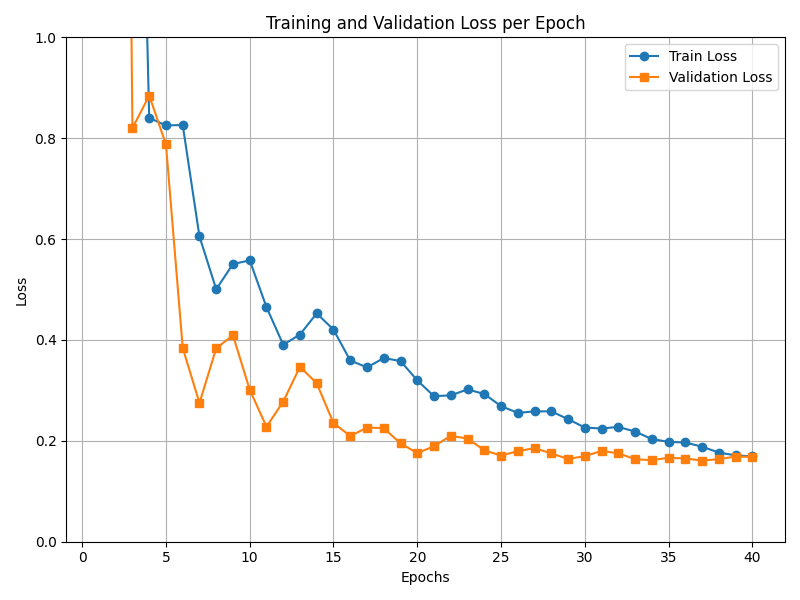 Training and Validation Loss per Epoch
Train Loss
Validation Loss
1.0
0.8
0.6
0.4
0.2
0.0
Loss
0 5 10 15 20 25 30 35 40
Epochs